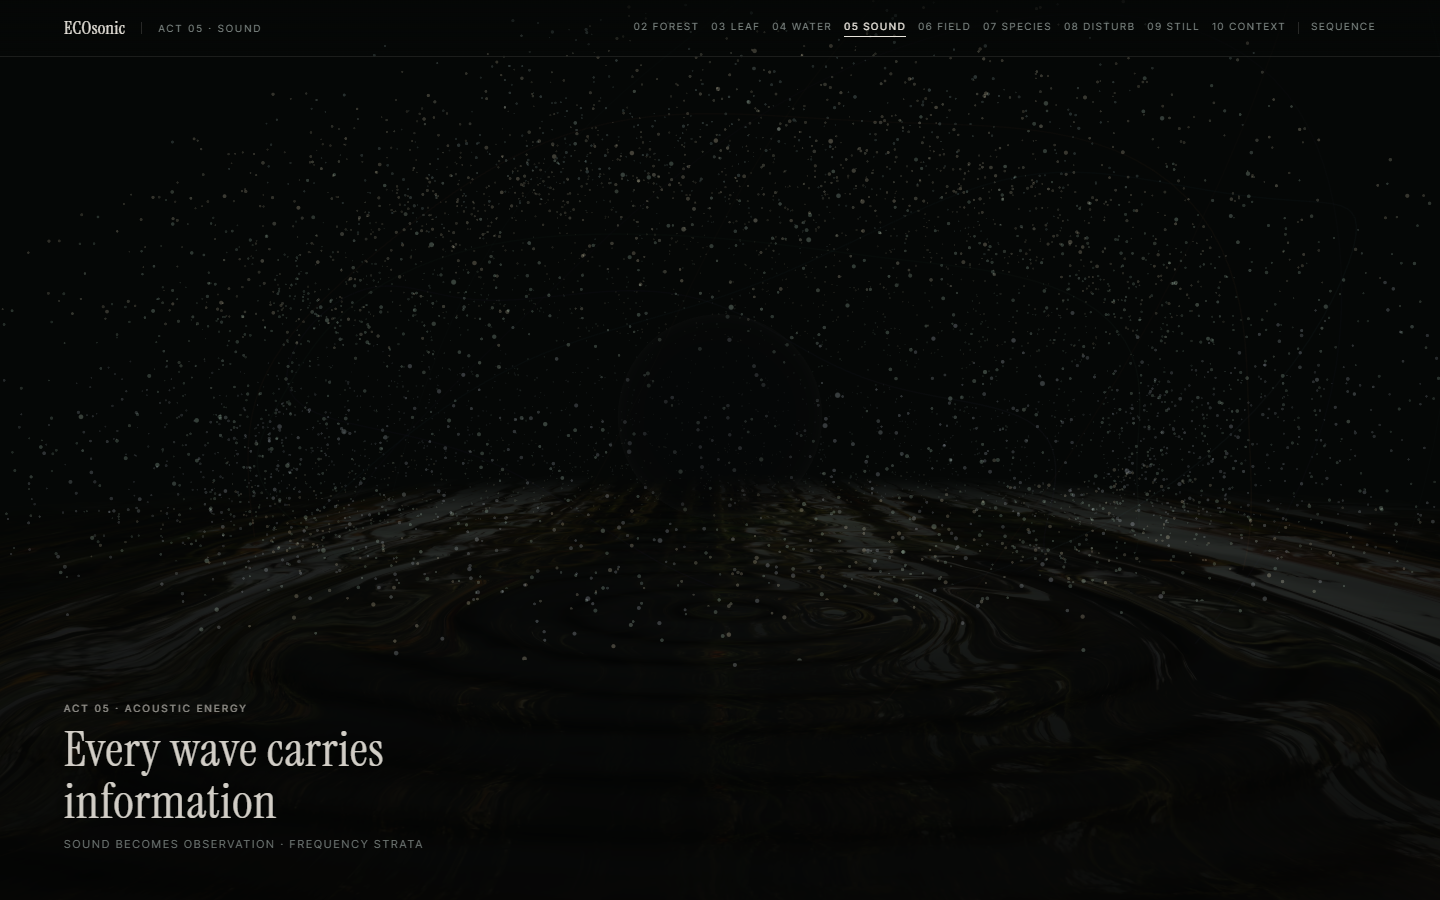 ECOsonic
ACT 05 · SOUND
02 FOREST 03 LEAF 04 WATER 05 SOUND 06 FIELD 07 SPECIES 08 DISTURB 09 STILL 10 CONTEXT SEQUENCE
ACT 05 · ACOUSTIC ENERGY
Every wave carries
information
SOUND BECOMES OBSERVATION · FREQUENCY STRATA